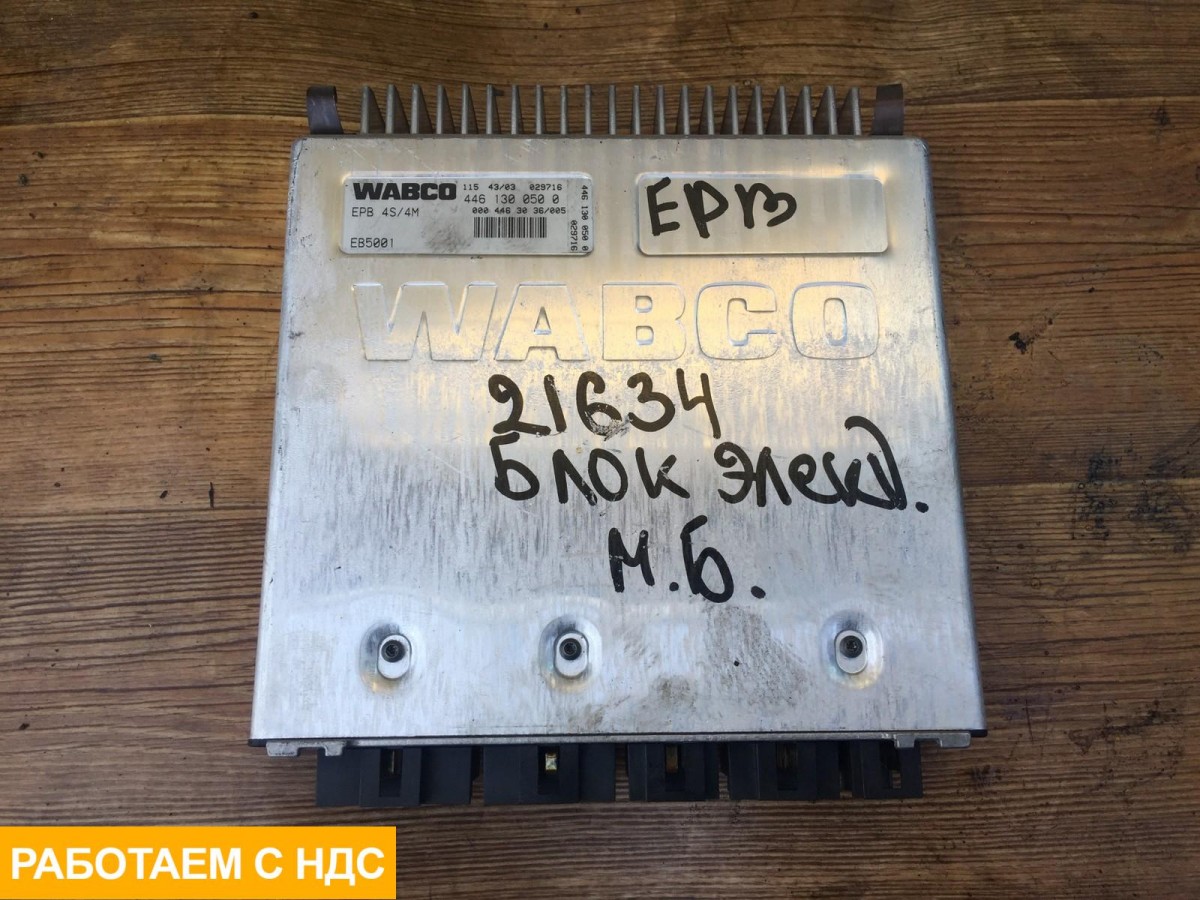 WABCO 115 43/03 029716
446 130 050 0
EPB 4S/4M 000 446 30 36/005
EB5001
446 130 050 0
029716
EPB
WABCO
21634
Блок элект.
М.Б.
РАБОТАЕМ С НДС